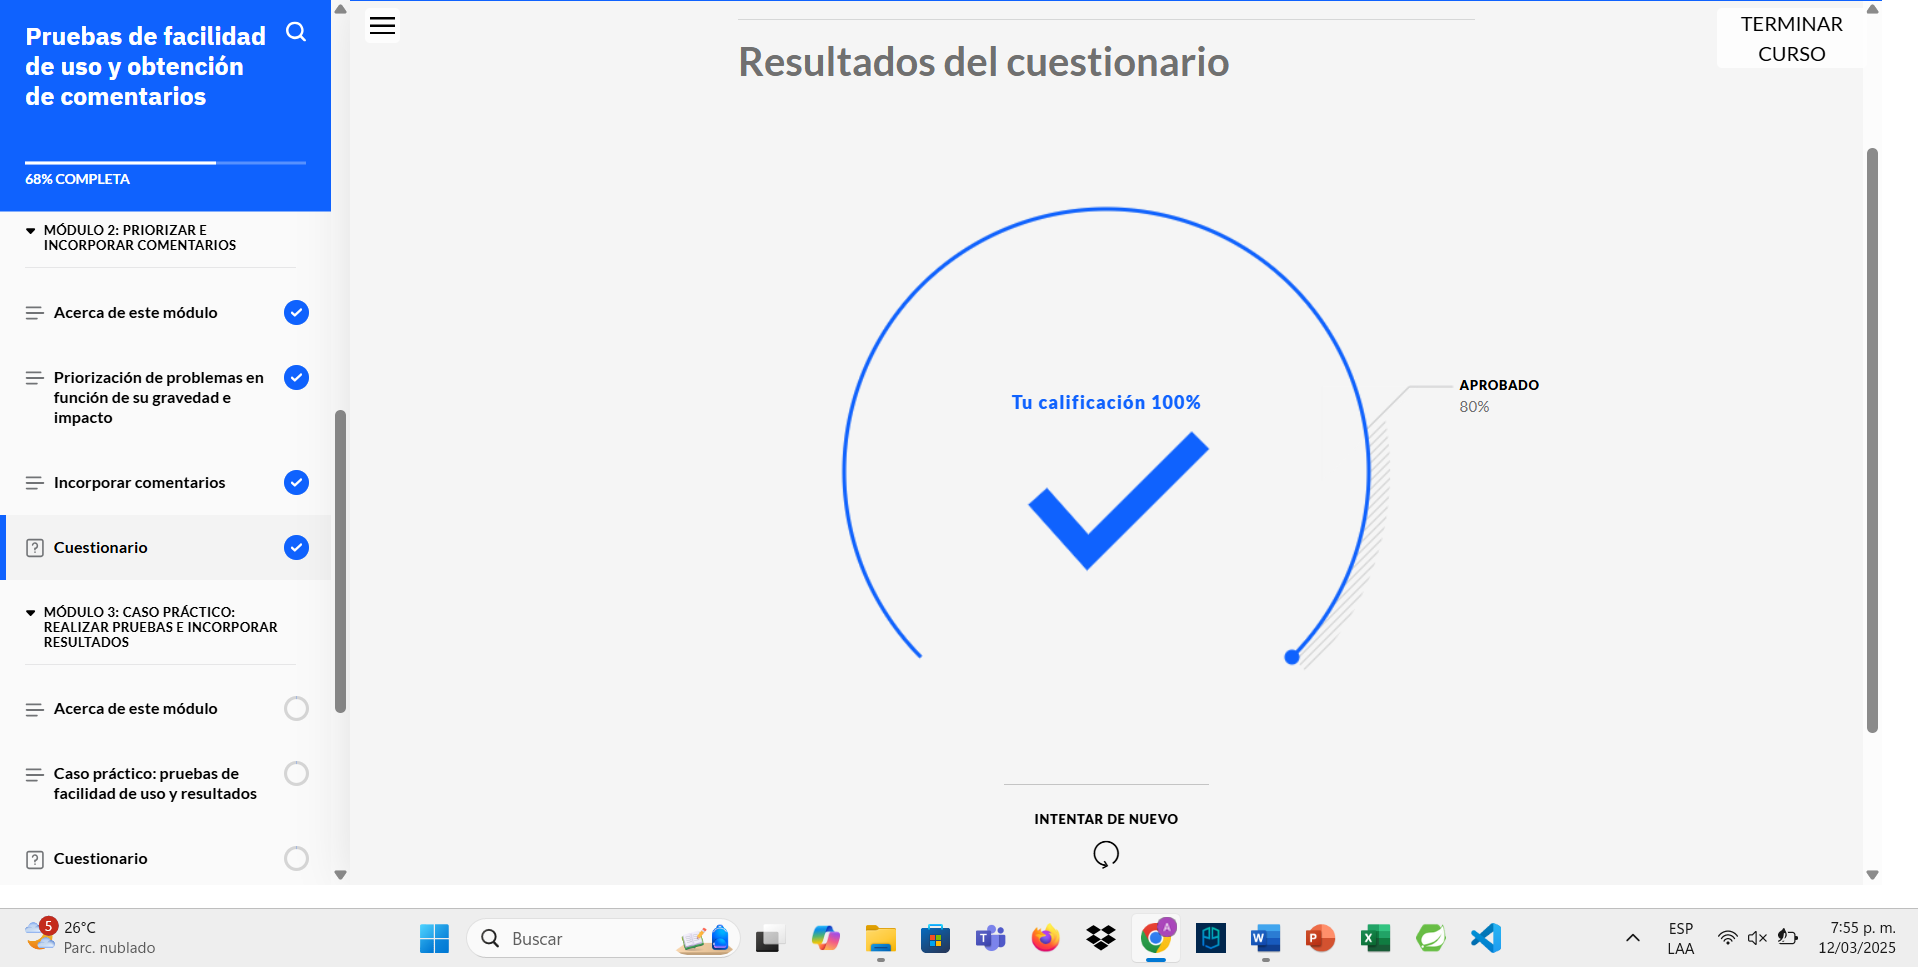 Pruebas de facilidad
de uso y obtención
de comentarios
68% COMPLETA
MÓDULO 2: PRIORIZAR E
INCORPORAR COMENTARIOS
Acerca de este módulo
Priorización de problemas en
función de su gravedad e
impacto
Incorporar comentarios
Cuestionario
MÓDULO 3: CASO PRÁCTICO:
REALIZAR PRUEBAS E INCORPORAR
RESULTADOS
Acerca de este módulo
Caso práctico: pruebas de
facilidad de uso y resultados
Cuestionario
TERMINAR
CURSO
Resultados del cuestionario
Tu calificación 100%
APROBADO
80%
INTENTAR DE NUEVO
5
26°C
Parc. nublado
Buscar
A
ESP
LAA
7:55 p. m.
12/03/2025